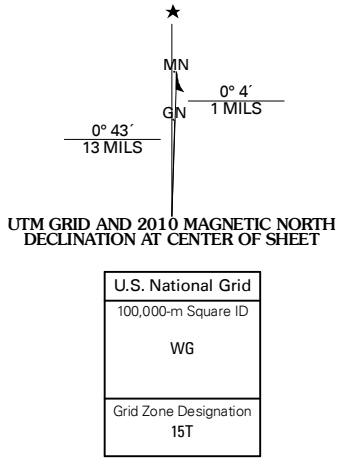 MN
0° 4´
1 MILS
GN
0° 43´
13 MILS
UTM GRID AND 2010 MAGNETIC NORTH
DECLINATION AT CENTER OF SHEET
U.S. National Grid
100,000-m Square ID
WG
Grid Zone Designation
15T